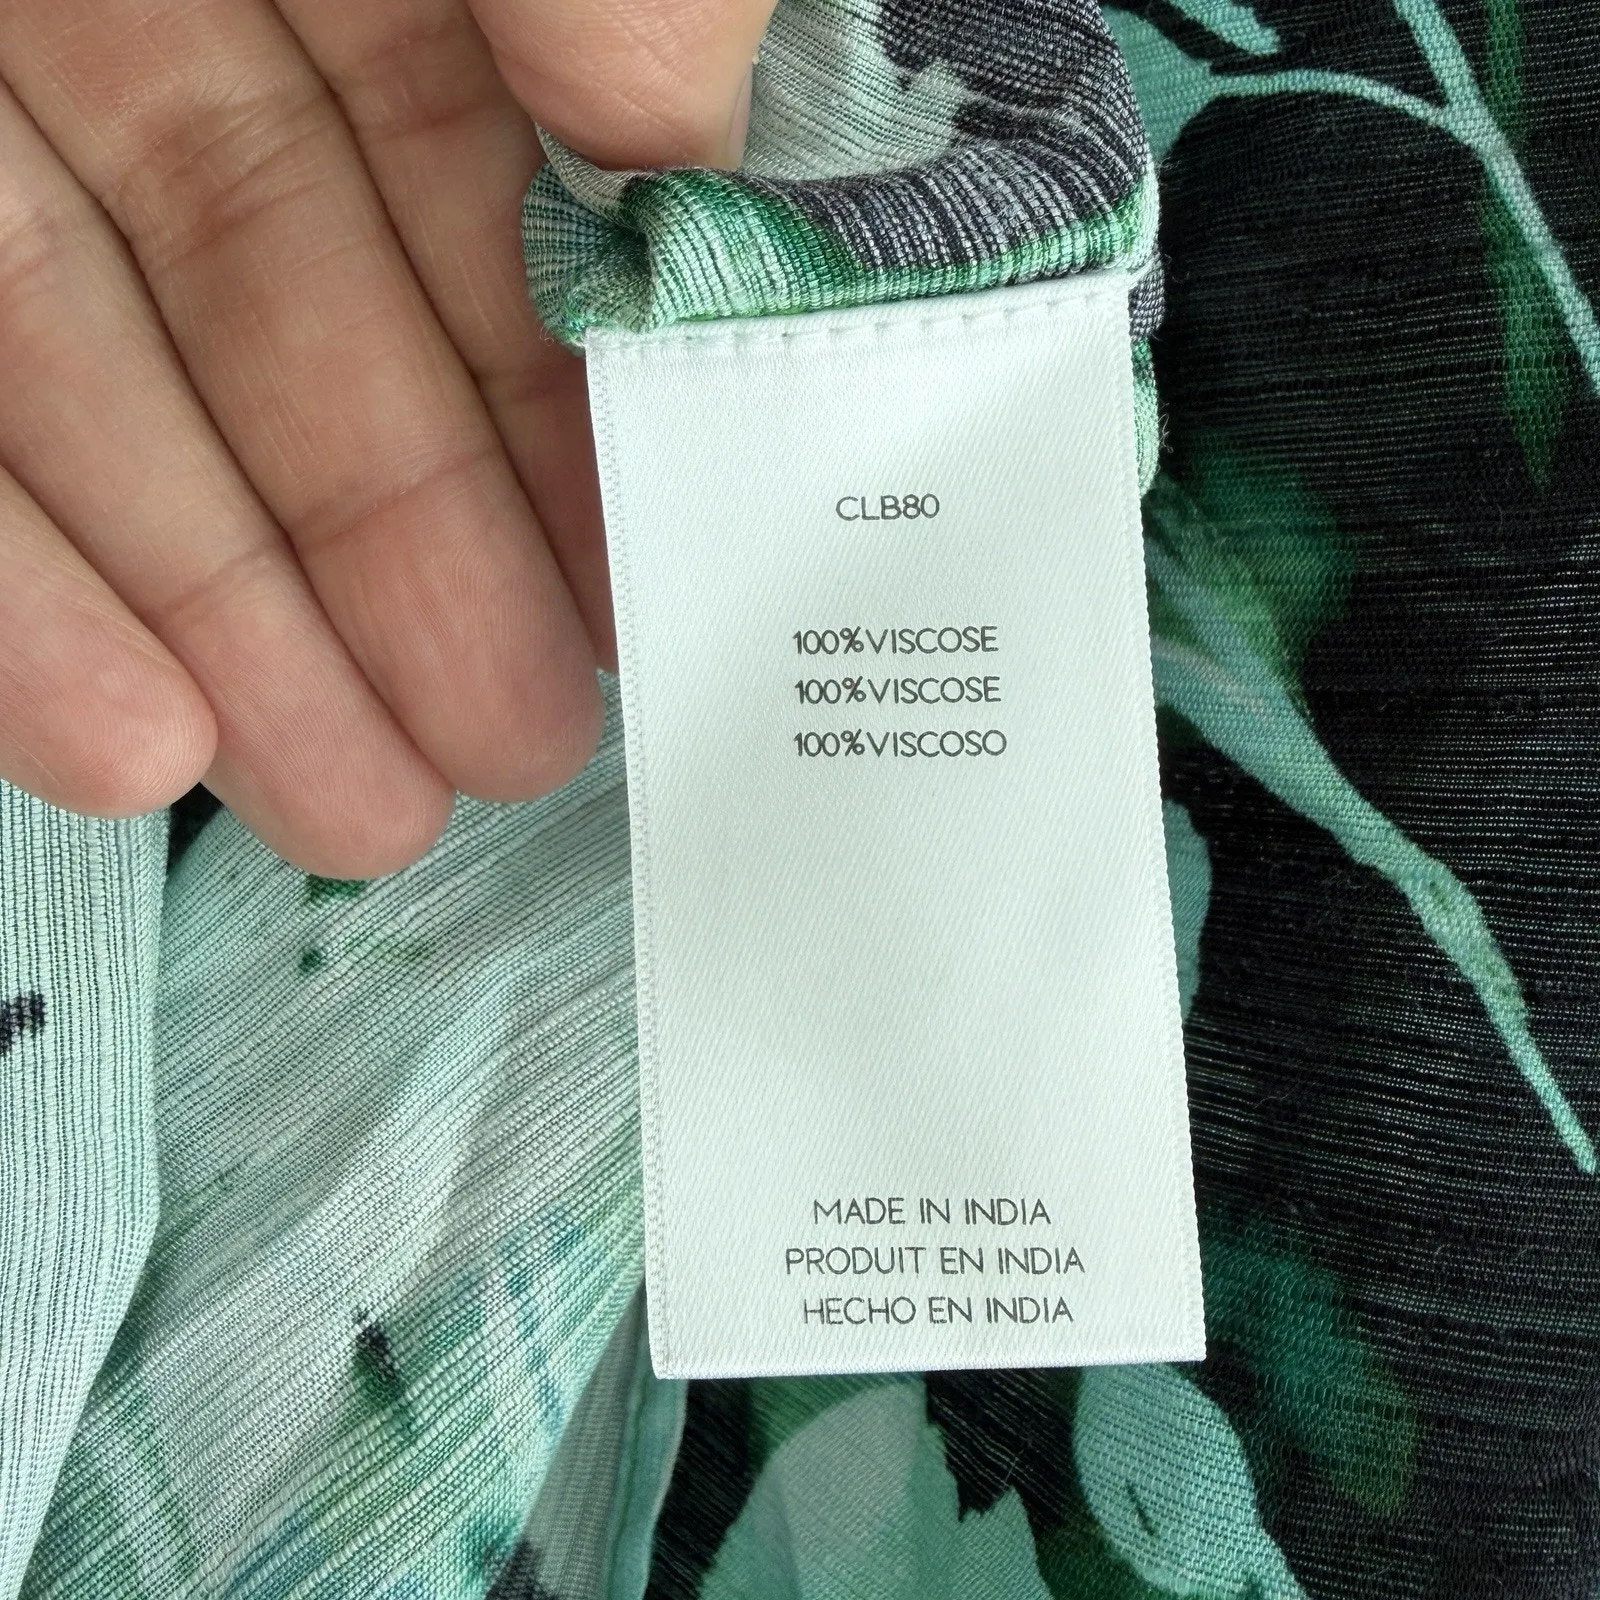 CLB80
100%VISCOSE
100%VISCOSE
100%VISCOSO
MADE IN INDIA
PRODUIT EN INDIA
HECHO EN INDIA